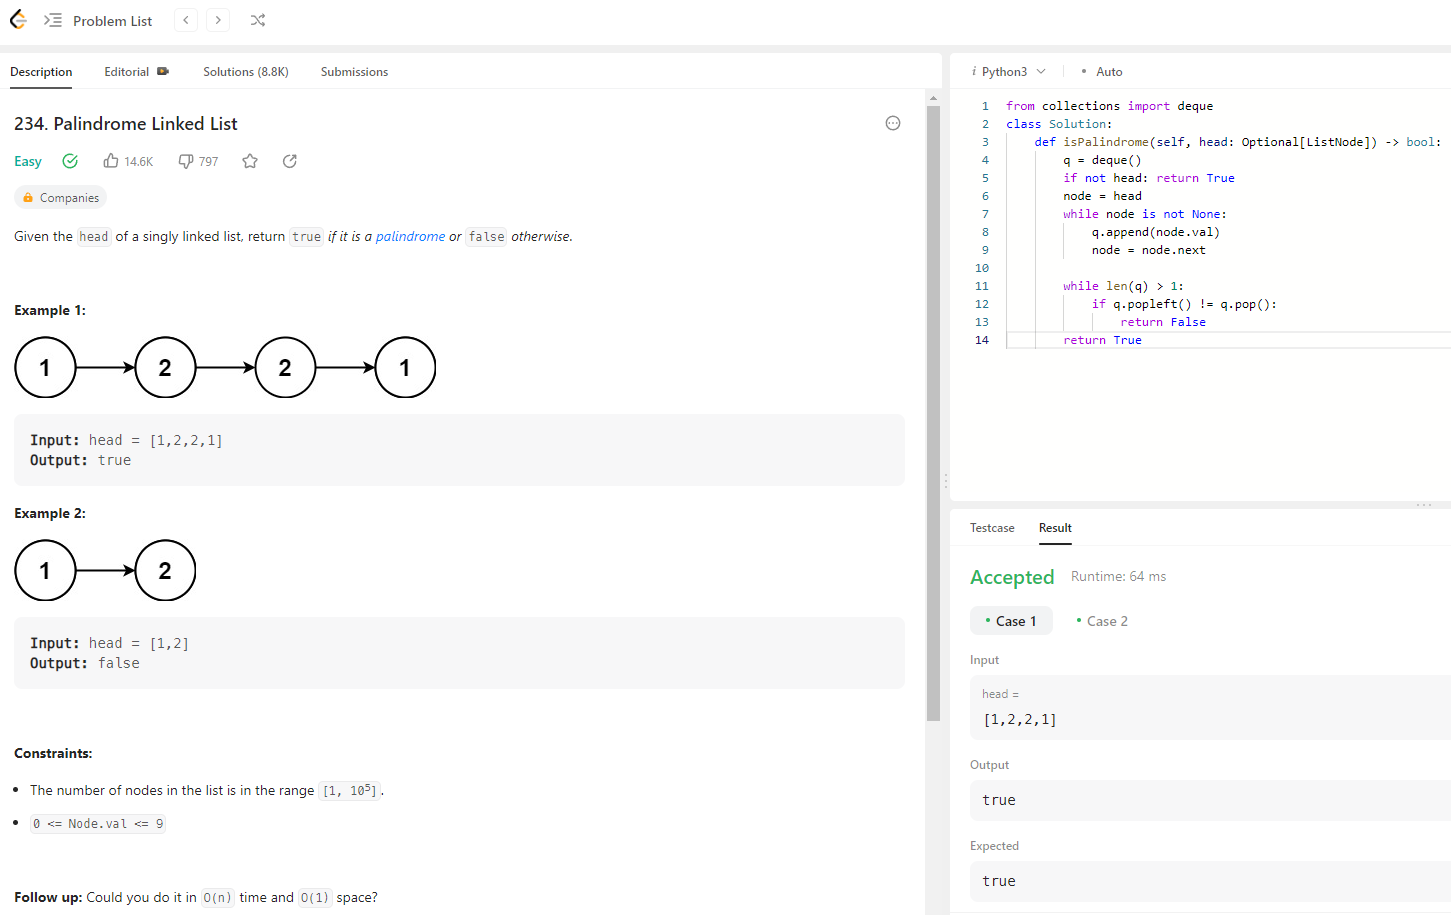 Problem List
Description Editorial Solutions (8.8K) Submissions
234. Palindrome Linked List
Easy 14.6K 797
Companies
Given the head of a singly linked list, return true if it is a palindrome or false otherwise.
Example 1:
1 2 2 1
Input: head = [1,2,2,1]
Output: true
Example 2:
1 2
Input: head = [1,2]
Output: false
Constraints:
• The number of nodes in the list is in the range [1, 10⁵].
• 0 <= Node.val <= 9
Follow up: Could you do it in O(n) time and O(1) space?
i Python3 • Auto
1 from collections import deque
2 class Solution:
3     def isPalindrome(self, head: Optional[ListNode]) -> bool:
4         q = deque()
5         if not head: return True
6         node = head
7         while node is not None:
8             q.append(node.val)
9             node = node.next
10
11         while len(q) > 1:
12             if q.popleft() != q.pop():
13                 return False
14         return True
Testcase Result
Accepted Runtime: 64 ms
• Case 1 • Case 2
Input
head =
[1,2,2,1]
Output
true
Expected
true